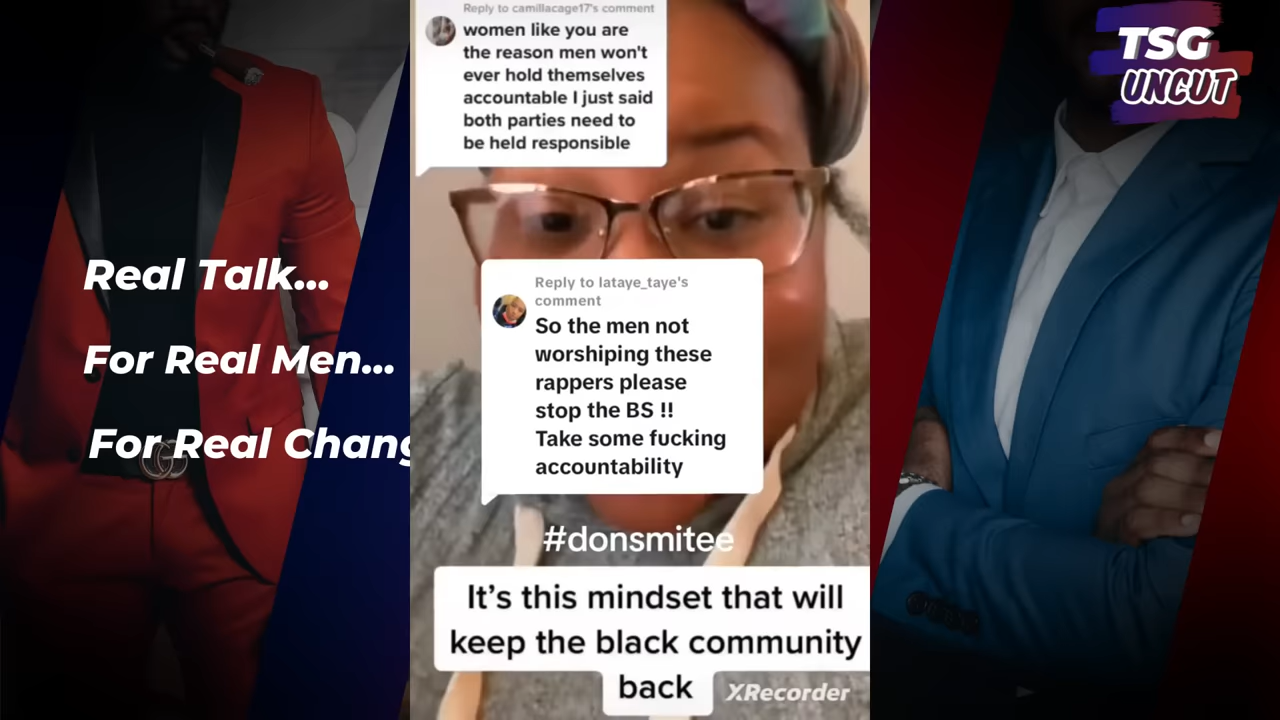 Real Talk...
For Real Men...
For Real Chang
Reply to camillacage17's comment
women like you are
the reason men won't
ever hold themselves
accountable I just said
both parties need to
be held responsible
Reply to lataye_taye's
comment
So the men not
worshiping these
rappers please
stop the BS !!
Take some fucking
accountability
#donsmitee
It's this mindset that will
keep the black community
back
XRecorder
TSG
UNCUT